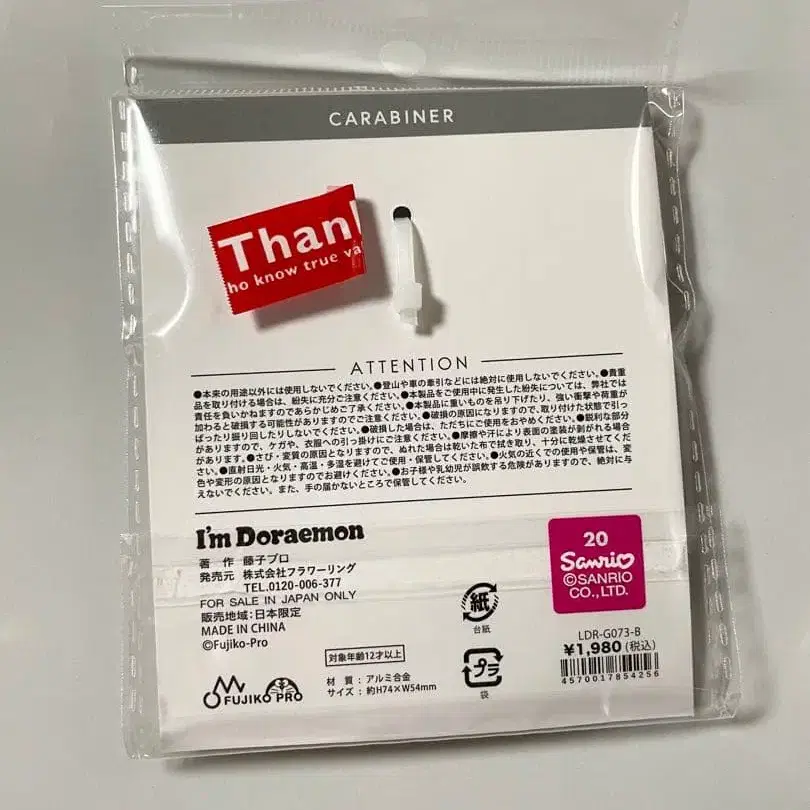 CARABINER
Than
ho know true va
ATTENTION
●本来の用途以外には使用しないでください。●登山や車の牽引などには絶対に使用しないでください。●貴重
品を取り付ける場合は、紛失に充分ご注意ください。●本製品をご使用中に発生した紛失については、弊社では
責任を負いかねますのであらかじめご了承ください。●本製品に重いものを吊り下げたり、強い衝撃や荷重が
加わると破損する可能性がありますのでご注意ください。●破損の原因になりますので、取り付けた状態で引っ
ぱったり振り回したりしないでください。●破損した場合は、ただちにご使用をおやめください。●鋭利な部分
がありますので、ケガや、衣服への引っ掛けにご注意ください。●摩擦や汗により表面の塗装が剥がれる場合
があります。●さび・変質の原因となりますので、ぬれた場合は乾いた布で拭き取り、十分に乾燥させてくだ
さい。●直射日光・火気・高温・多湿を避けてご使用・保管してください。●火気の近くでの使用や保管は、変
色や変形の原因となりますのでお避けください。●お子様や乳幼児が誤飲する危険がありますので、絶対に与
えないでください。また、手の届かないところで保管してください。
I'm Doraemon
著 作 藤子プロ
発売元 株式会社フラワーリング
TEL.0120-006-377
FOR SALE IN JAPAN ONLY
販売地域:日本限定
MADE IN CHINA
©Fujiko-Pro
FUJIKO PRO
対象年齢12才以上
材 質 : アルミ合金
サイズ : 約H74×W54mm
紙
台紙
プラ
袋
20
Sanrio
©SANRIO
CO.,LTD.
LDR-G073-B
¥1,980(税込)
4570017854256